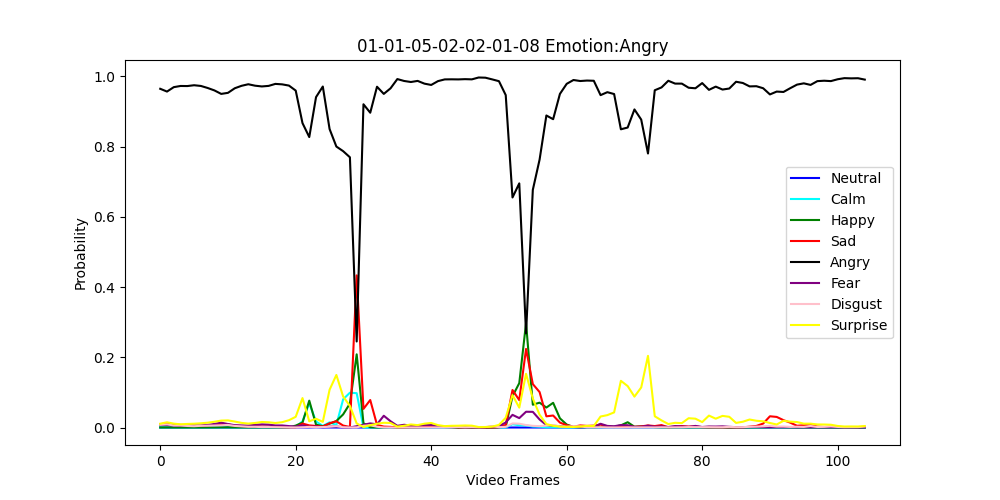 01-01-05-02-02-01-08 Emotion:Angry
Probability
1.0
0.8
0.6
0.4
0.2
0.0
Neutral
Calm
Happy
Sad
Angry
Fear
Disgust
Surprise
0 20 40 60 80 100
Video Frames